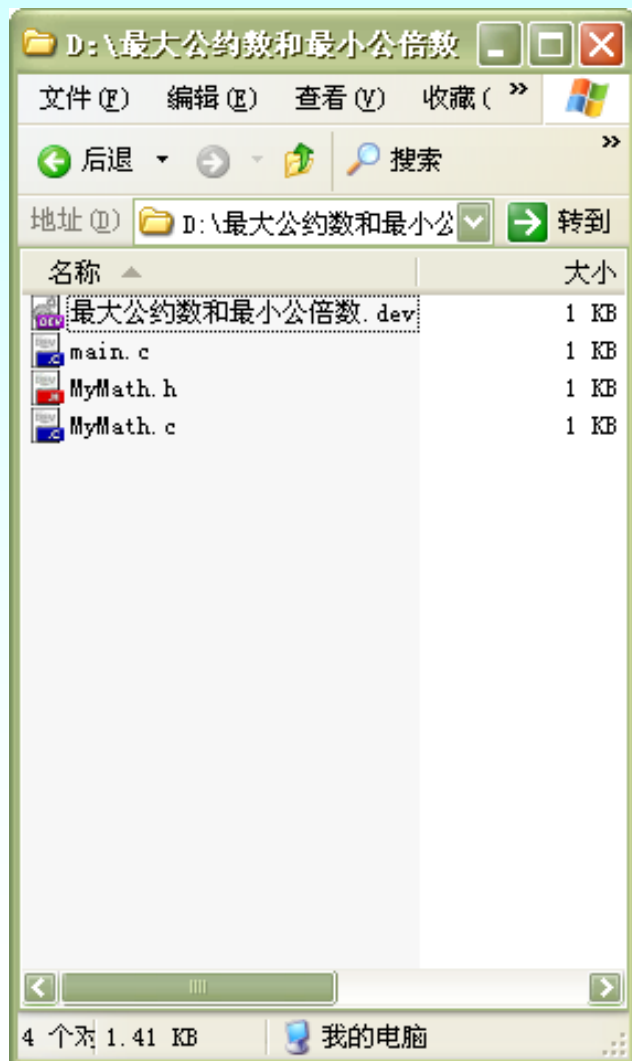 D:\最大公约数和最小公倍数
文件(F) 编辑(E) 查看(V) 收藏( »
后退 搜索 »
地址(D) D:\最大公约数和最小公 转到
名称 大小
最大公约数和最小公倍数.dev 1 KB
main.c 1 KB
MyMath.h 1 KB
MyMath.c 1 KB
4 个对 1.41 KB 我的电脑